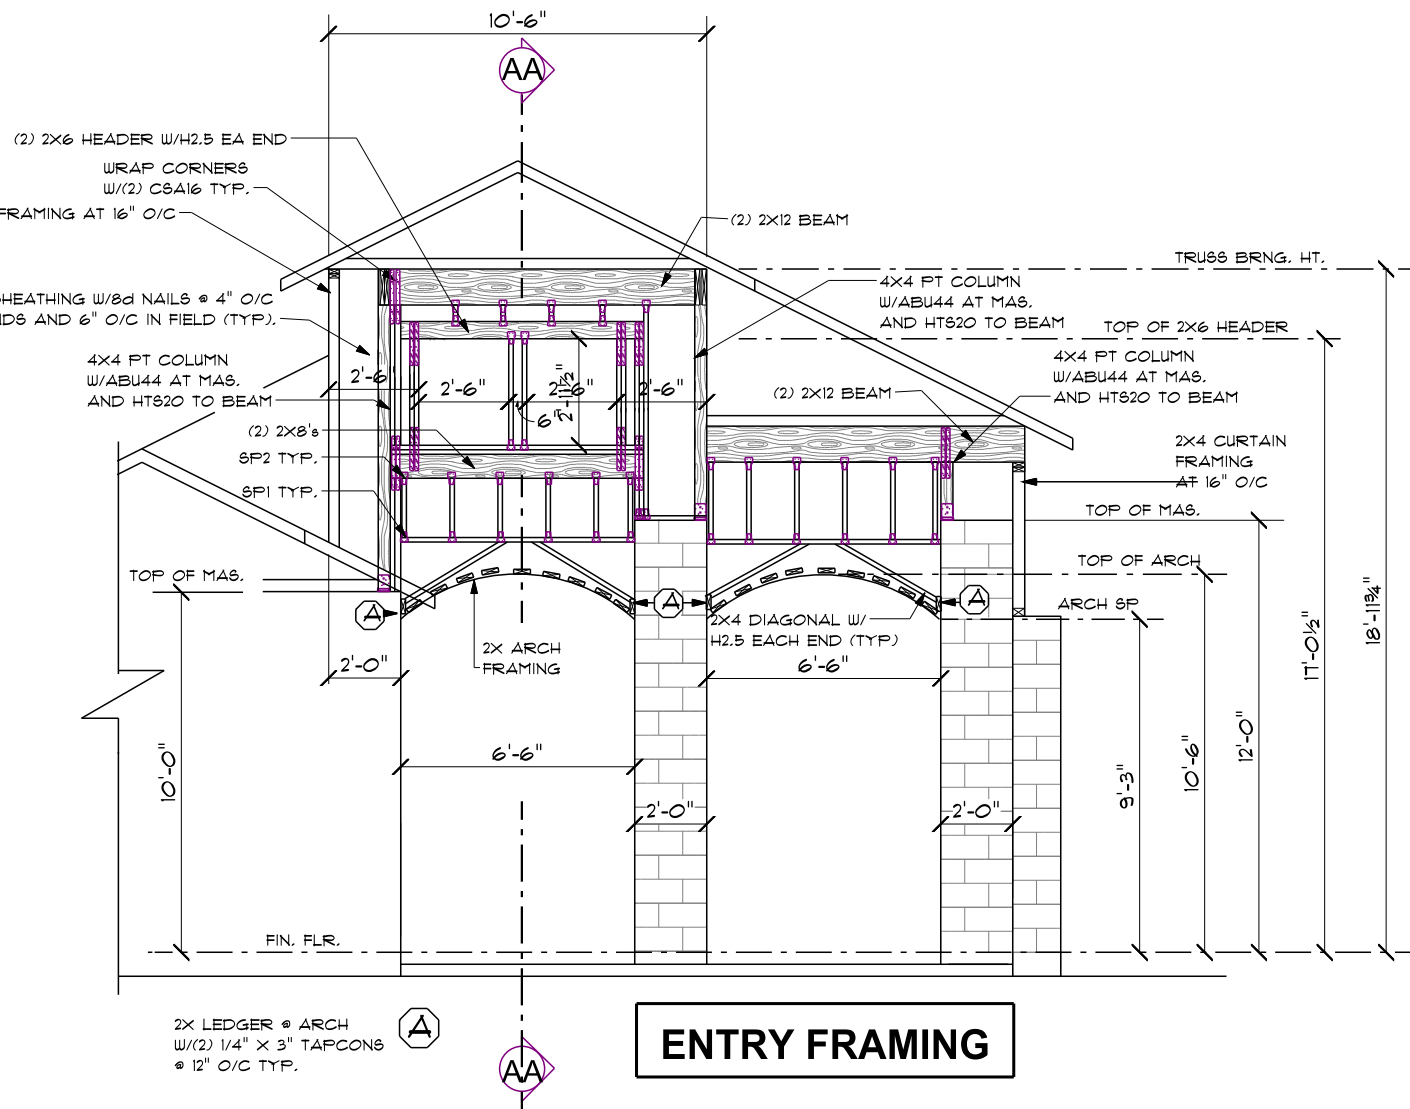 10'-6"
AA
(2) 2X6 HEADER W/H2.5 EA END
WRAP CORNERS
W/(2) CSA16 TYP.
FRAMING AT 16" O/C
(2) 2X12 BEAM
TRUSS BRNG. HT.
4X4 PT COLUMN
W/ABU44 AT MAS.
AND HTS20 TO BEAM
SHEATHING W/8d NAILS @ 4" O/C
AND 6" O/C IN FIELD (TYP).
TOP OF 2X6 HEADER
4X4 PT COLUMN
W/ABU44 AT MAS.
AND HTS20 TO BEAM
4X4 PT COLUMN
W/ABU44 AT MAS.
AND HTS20 TO BEAM
2'-6"
2'-6"
2'-6"
2'-6"
6"
2'-11½"
(2) 2X12 BEAM
(2) 2X8's
SP2 TYP.
SP1 TYP.
2X4 CURTAIN
FRAMING
AT 16" O/C
TOP OF MAS.
TOP OF ARCH
TOP OF MAS.
ARCH SP
A
A
A
2X4 DIAGONAL W/
H2.5 EACH END (TYP)
2X ARCH
FRAMING
2'-0"
6'-6"
6'-6"
2'-0"
2'-0"
10'-0"
9'-3"
10'-6"
12'-0"
17'-0½"
18'-11¾"
FIN. FLR.
2X LEDGER @ ARCH
W/(2) 1/4" X 3" TAPCONS
@ 12" O/C TYP.
A
AA
ENTRY FRAMING